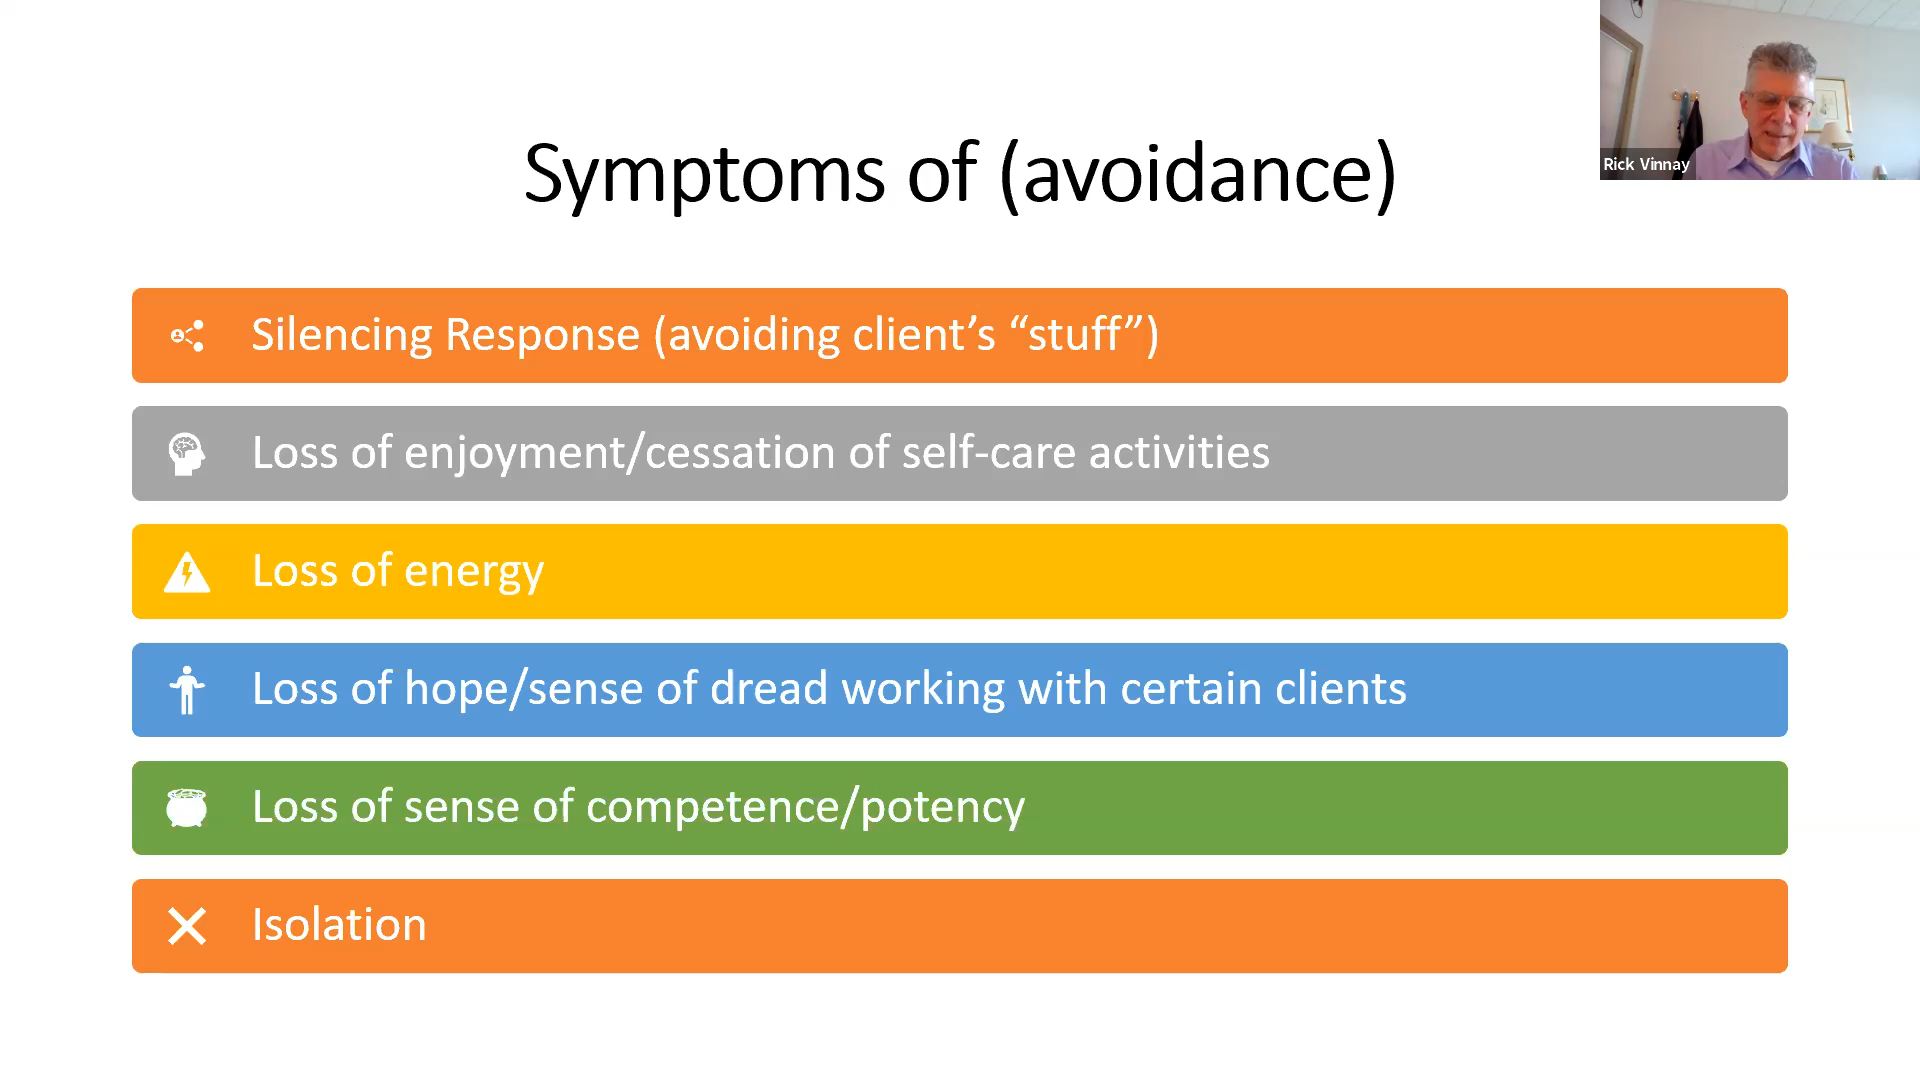 Rick Vinnay
Symptoms of (avoidance)
Silencing Response (avoiding client’s “stuff”)
Loss of enjoyment/cessation of self-care activities
Loss of energy
Loss of hope/sense of dread working with certain clients
Loss of sense of competence/potency
Isolation